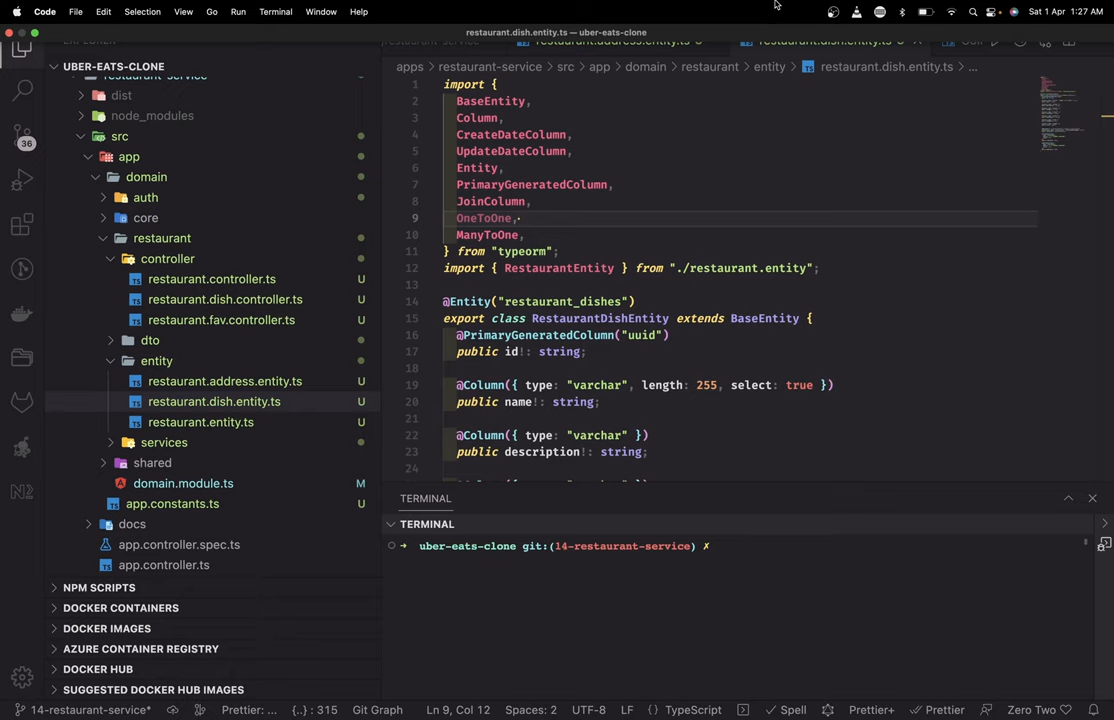 Code File Edit Selection View Go Run Terminal Window Help Sat 1 Apr 1:27 AM
restaurant.dish.entity.ts — uber-eats-clone
UBER-EATS-CLONE
restaurant-service
dist
node_modules
src
app
domain
auth
core
restaurant
controller
restaurant.controller.ts U
restaurant.dish.controller.ts U
restaurant.fav.controller.ts U
dto
entity
restaurant.address.entity.ts U
restaurant.dish.entity.ts U
restaurant.entity.ts U
services
shared
domain.module.ts M
app.constants.ts U
docs
app.controller.spec.ts
app.controller.ts
NPM SCRIPTS
DOCKER CONTAINERS
DOCKER IMAGES
AZURE CONTAINER REGISTRY
DOCKER HUB
SUGGESTED DOCKER HUB IMAGES
36
apps > restaurant-service > src > app > domain > restaurant > entity > restaurant.dish.entity.ts > ...
1 import {
2 BaseEntity,
3 Column,
4 CreateDateColumn,
5 UpdateDateColumn,
6 Entity,
7 PrimaryGeneratedColumn,
8 JoinColumn,
9 OneToOne,
10 ManyToOne,
11 } from "typeorm";
12 import { RestaurantEntity } from "./restaurant.entity";
13
14 @Entity("restaurant_dishes")
15 export class RestaurantDishEntity extends BaseEntity {
16 @PrimaryGeneratedColumn("uuid")
17 public id!: string;
18
19 @Column({ type: "varchar", length: 255, select: true })
20 public name!: string;
21
22 @Column({ type: "varchar" })
23 public description!: string;
24
TERMINAL
TERMINAL
→ uber-eats-clone git:(14-restaurant-service) ✗
14-restaurant-service* Prettier: ... {..} : 315 Git Graph Ln 9, Col 12 Spaces: 2 UTF-8 LF {} TypeScript Spell Prettier+ Prettier Zero Two